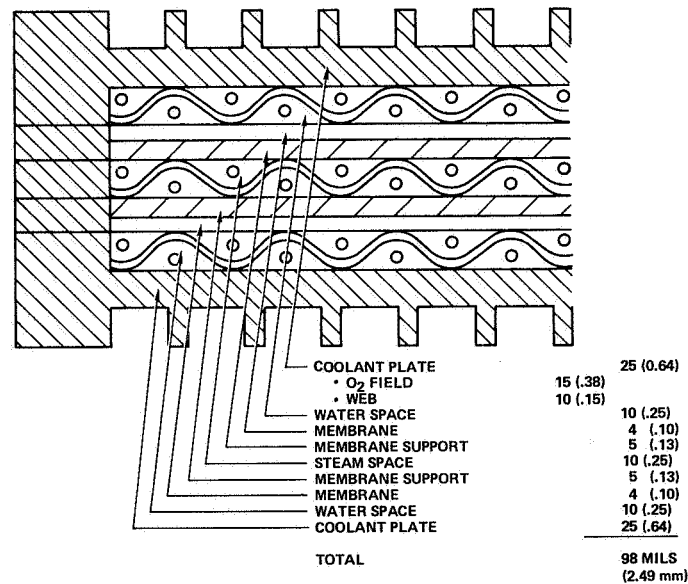 COOLANT PLATE 25 (0.64)
• O2 FIELD 15 (.38)
• WEB 10 (.15)
WATER SPACE 10 (.25)
MEMBRANE 4 (.10)
MEMBRANE SUPPORT 5 (.13)
STEAM SPACE 10 (.25)
MEMBRANE SUPPORT 5 (.13)
MEMBRANE 4 (.10)
WATER SPACE 10 (.25)
COOLANT PLATE 25 (.64)
TOTAL 98 MILS
(2.49 mm)